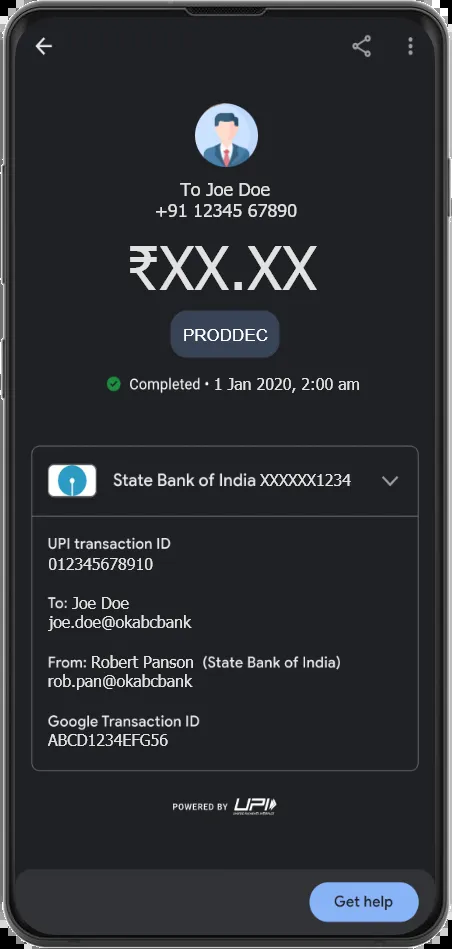 To Joe Doe
+91 12345 67890
₹XX.XX
PRODDEC
Completed • 1 Jan 2020, 2:00 am
State Bank of India XXXXXX1234
UPI transaction ID
012345678910
To: Joe Doe
joe.doe@okabcbank
From: Robert Panson (State Bank of India)
rob.pan@okabcbank
Google Transaction ID
ABCD1234EFG56
POWERED BY UPI
Get help